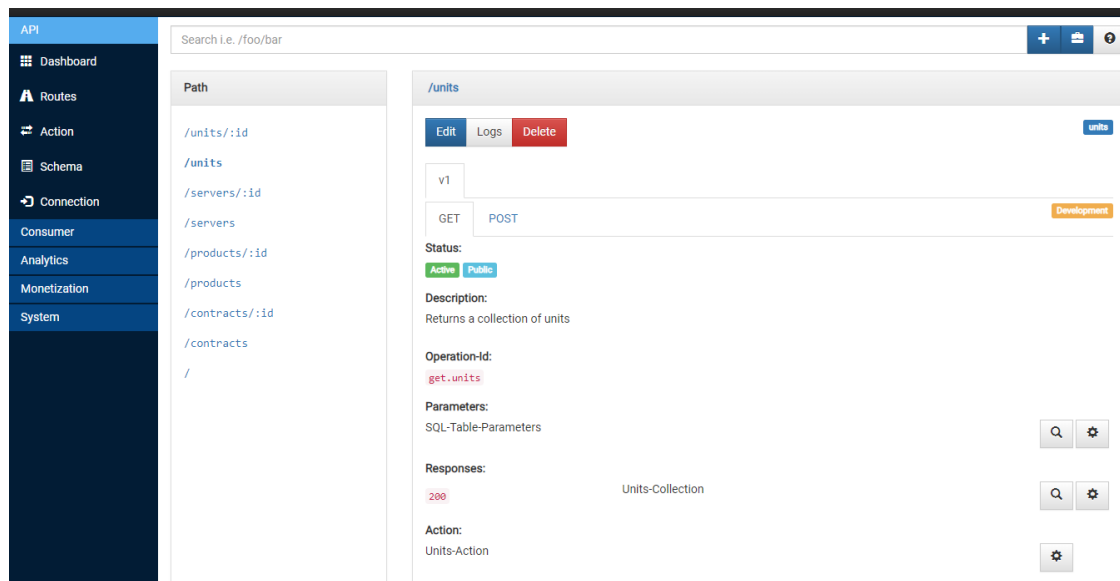 API
Dashboard
Routes
Action
Schema
Connection
Consumer
Analytics
Monetization
System
Search i.e. /foo/bar
Path
/units/:id
/units
/servers/:id
/servers
/products/:id
/products
/contracts/:id
/contracts
/
/units
Edit Logs Delete
units
v1
GET POST
Development
Status:
Active Public
Description:
Returns a collection of units
Operation-Id:
get.units
Parameters:
SQL-Table-Parameters
Responses:
200 Units-Collection
Action:
Units-Action